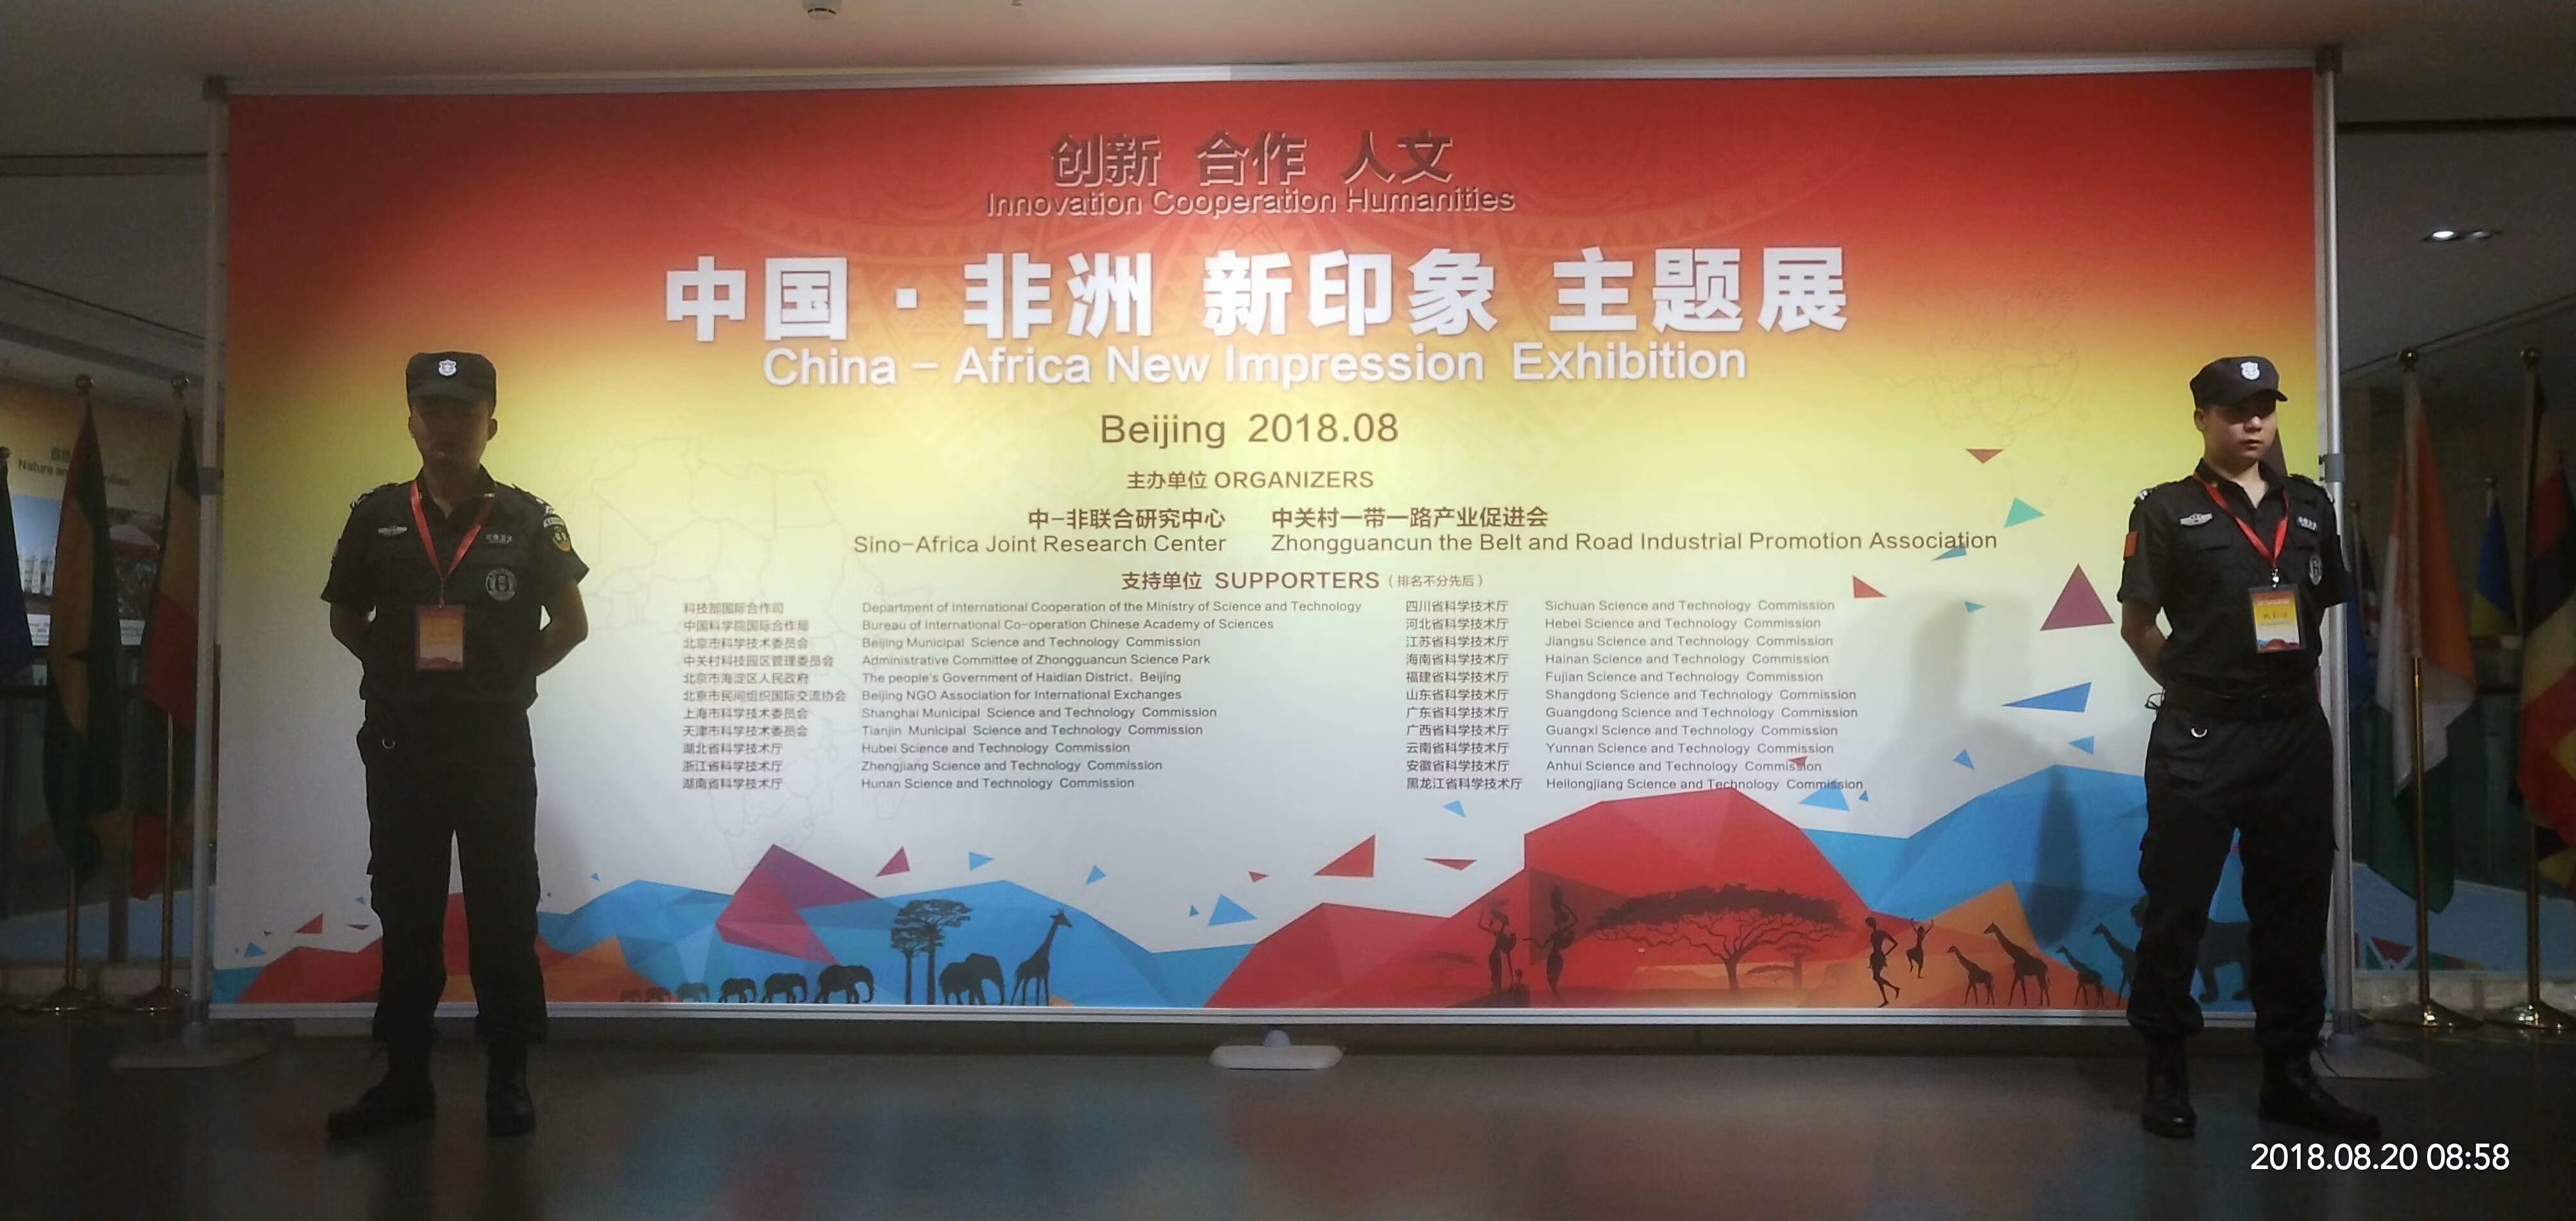 创新 合作 人文
Innovation Cooperation Humanities
中国·非洲 新印象 主题展
China - Africa New Impression Exhibition
Beijing 2018.08
主办单位 ORGANIZERS
中-非联合研究中心 中关村一带一路产业促进会
Sino-Africa Joint Research Center Zhongguancun the Belt and Road Industrial Promotion Association
支持单位 SUPPORTERS (排名不分先后)
科技部国际合作司 Department of International Cooperation of the Ministry of Science and Technology
中国科学院国际合作局 Bureau of International Co-operation Chinese Academy of Sciences
北京市科学技术委员会 Beijing Municipal Science and Technology Commission
中关村科技园区管理委员会 Administrative Committee of Zhongguancun Science Park
北京市海淀区人民政府 The people's Government of Haidian District, Beijing
北京市民间组织国际交流协会 Beijing NGO Association for International Exchanges
上海市科学技术委员会 Shanghai Municipal Science and Technology Commission
天津市科学技术委员会 Tianjin Municipal Science and Technology Commission
湖北省科学技术厅 Hubei Science and Technology Commission
浙江省科学技术厅 Zhengjiang Science and Technology Commission
湖南省科学技术厅 Hunan Science and Technology Commission
四川省科学技术厅 Sichuan Science and Technology Commission
河北省科学技术厅 Hebei Science and Technology Commission
江苏省科学技术厅 Jiangsu Science and Technology Commission
海南省科学技术厅 Hainan Science and Technology Commission
福建省科学技术厅 Fujian Science and Technology Commission
山东省科学技术厅 Shangdong Science and Technology Commission
广东省科学技术厅 Guangdong Science and Technology Commission
广西省科学技术厅 Guangxi Science and Technology Commission
云南省科学技术厅 Yunnan Science and Technology Commission
安徽省科学技术厅 Anhui Science and Technology Commission
黑龙江省科学技术厅 Heilongjiang Science and Technology Commission
Nature
2018.08.20 08:58